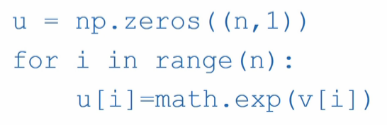 u = np.zeros((n,1))
for i in range(n):
    u[i]=math.exp(v[i])